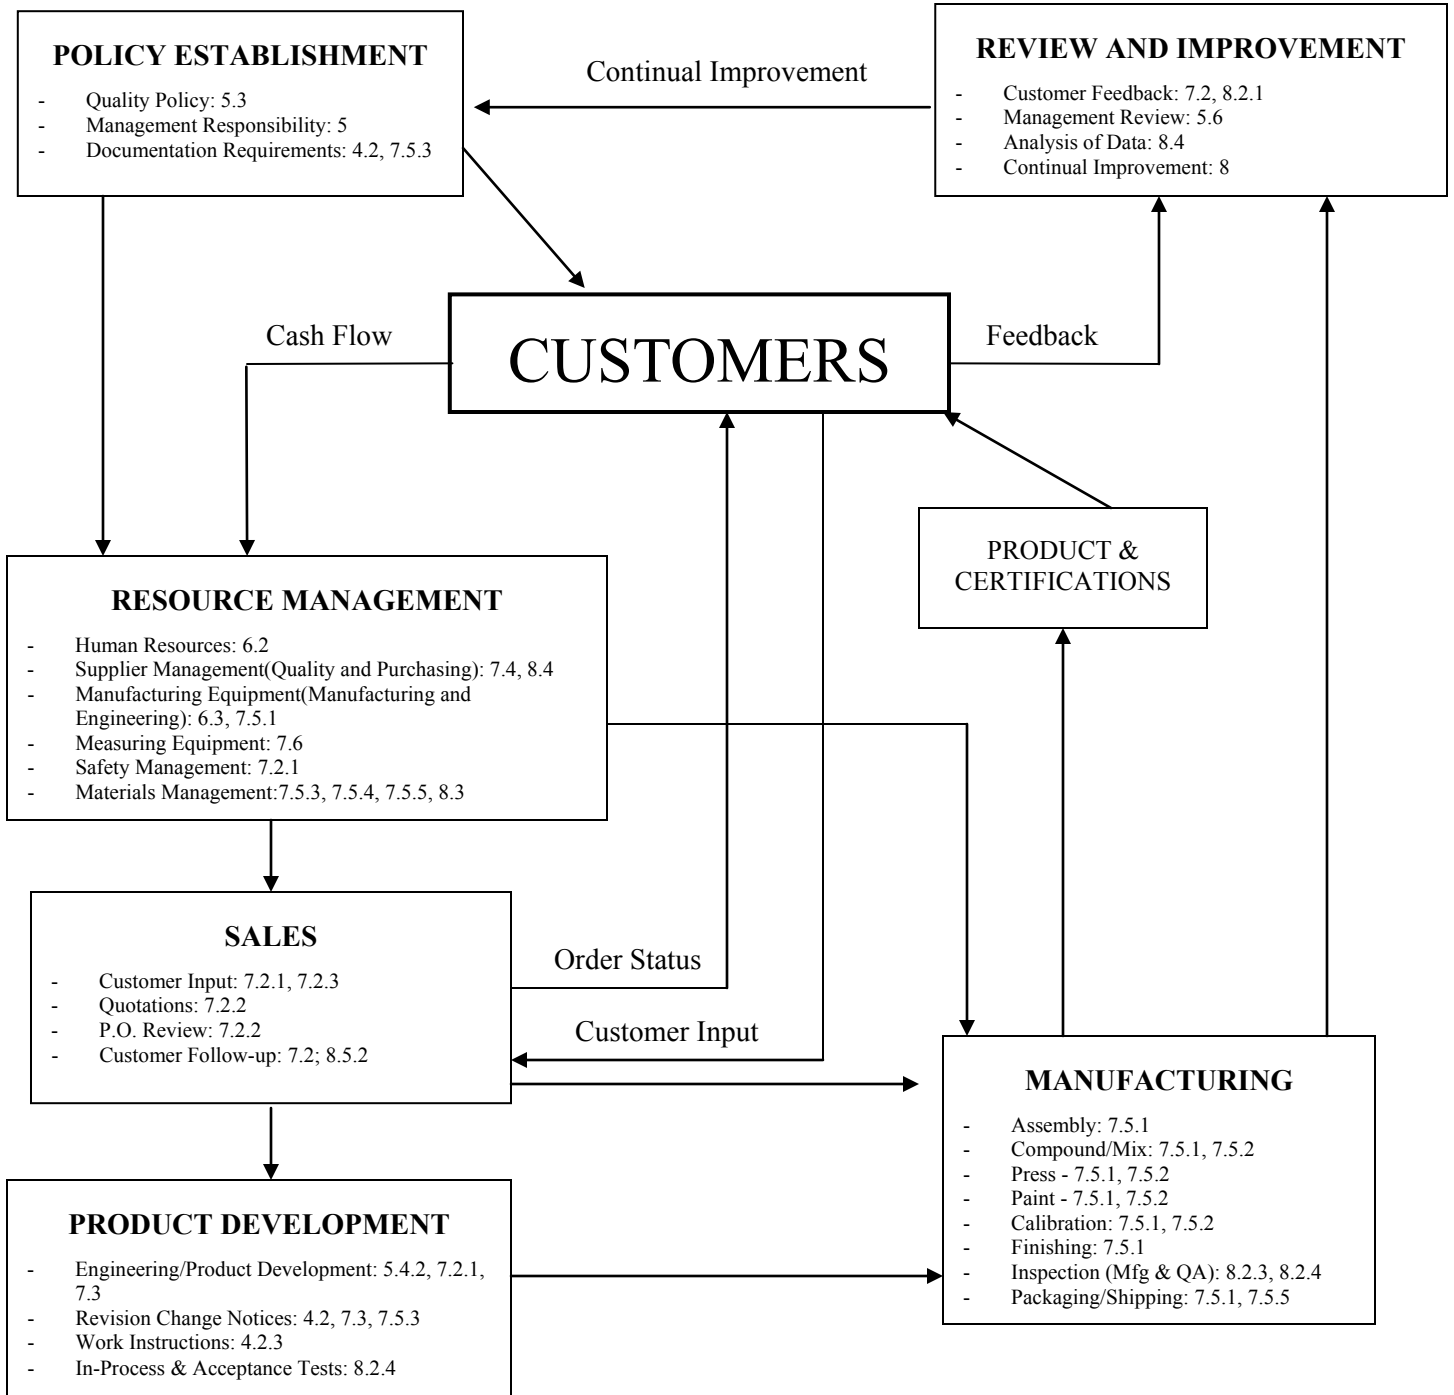 POLICY ESTABLISHMENT
- Quality Policy: 5.3
- Management Responsibility: 5
- Documentation Requirements: 4.2, 7.5.3
Continual Improvement
REVIEW AND IMPROVEMENT
- Customer Feedback: 7.2, 8.2.1
- Management Review: 5.6
- Analysis of Data: 8.4
- Continual Improvement: 8
Cash Flow
CUSTOMERS
Feedback
PRODUCT &
CERTIFICATIONS
RESOURCE MANAGEMENT
- Human Resources: 6.2
- Supplier Management(Quality and Purchasing): 7.4, 8.4
- Manufacturing Equipment(Manufacturing and
Engineering): 6.3, 7.5.1
- Measuring Equipment: 7.6
- Safety Management: 7.2.1
- Materials Management:7.5.3, 7.5.4, 7.5.5, 8.3
SALES
- Customer Input: 7.2.1, 7.2.3
- Quotations: 7.2.2
- P.O. Review: 7.2.2
- Customer Follow-up: 7.2; 8.5.2
Order Status
Customer Input
MANUFACTURING
- Assembly: 7.5.1
- Compound/Mix: 7.5.1, 7.5.2
- Press - 7.5.1, 7.5.2
- Paint - 7.5.1, 7.5.2
- Calibration: 7.5.1, 7.5.2
- Finishing: 7.5.1
- Inspection (Mfg & QA): 8.2.3, 8.2.4
- Packaging/Shipping: 7.5.1, 7.5.5
PRODUCT DEVELOPMENT
- Engineering/Product Development: 5.4.2, 7.2.1,
7.3
- Revision Change Notices: 4.2, 7.3, 7.5.3
- Work Instructions: 4.2.3
- In-Process & Acceptance Tests: 8.2.4